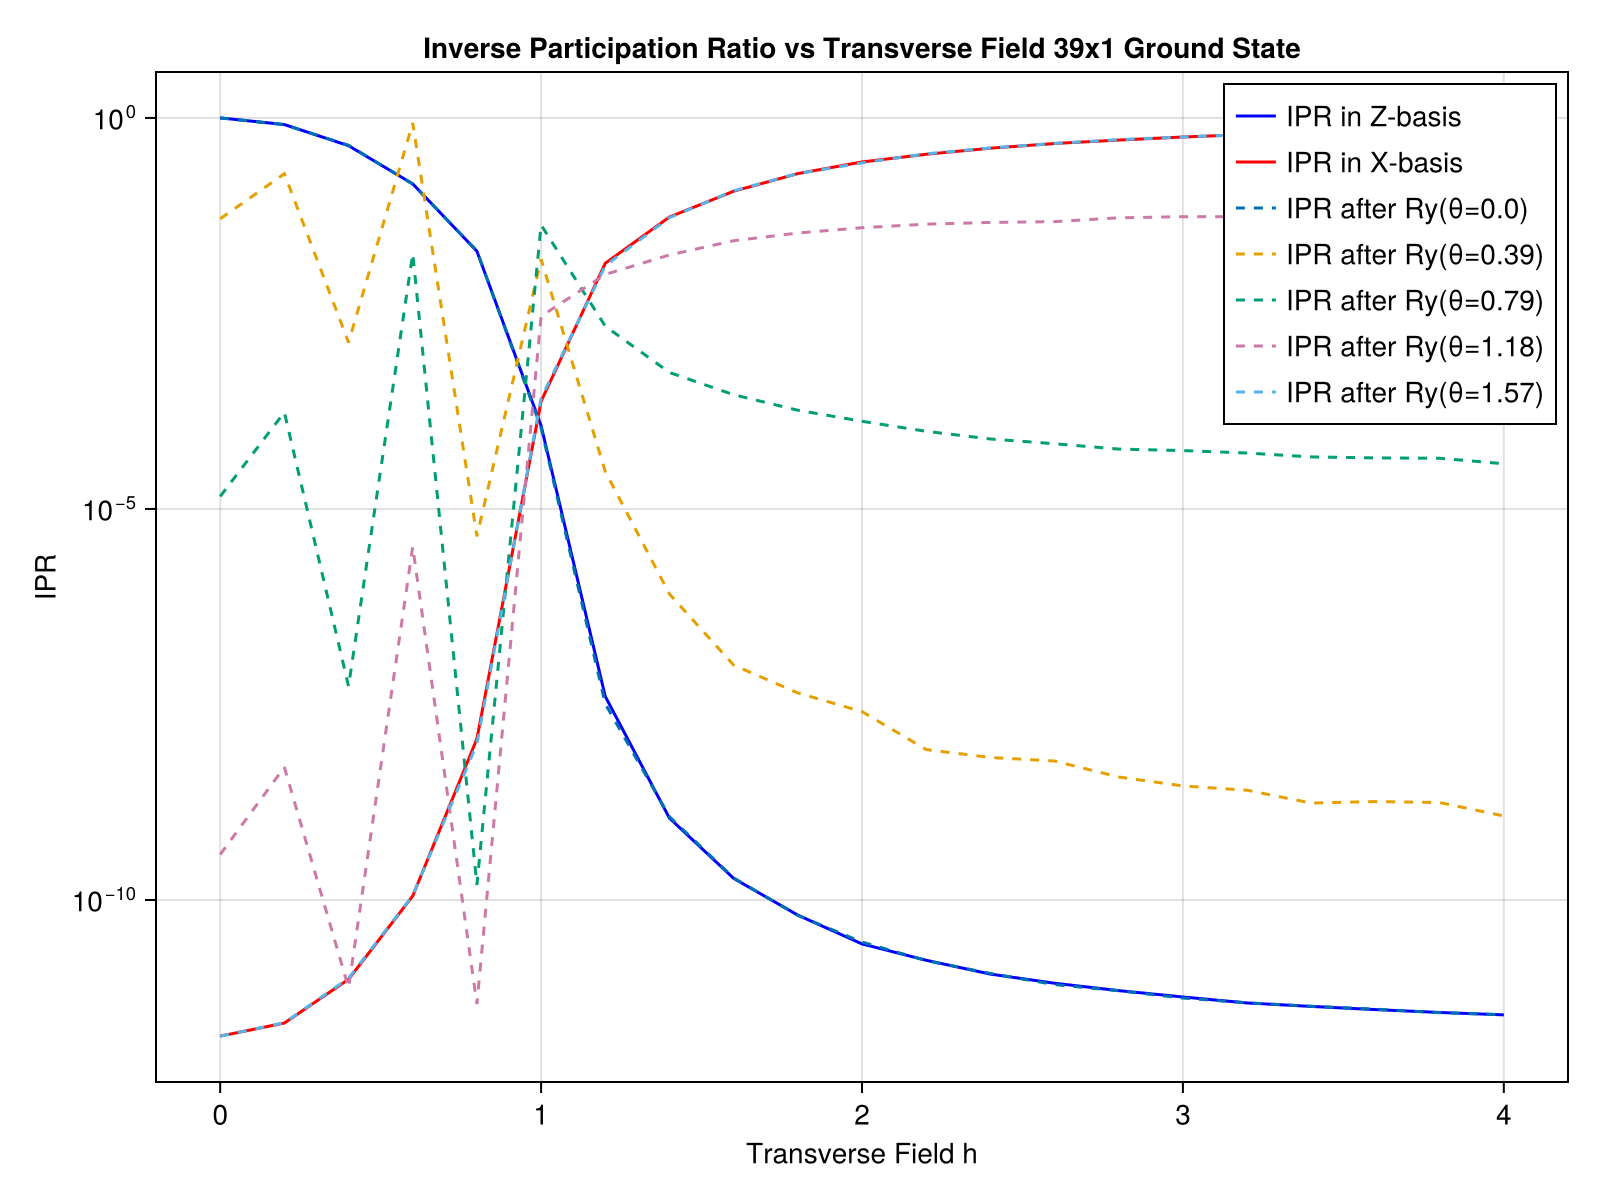 Inverse Participation Ratio vs Transverse Field 39x1 Ground State
IPR in Z-basis
IPR in X-basis
IPR after Ry(θ=0.0)
IPR after Ry(θ=0.39)
IPR after Ry(θ=0.79)
IPR after Ry(θ=1.18)
IPR after Ry(θ=1.57)
10⁰
10⁻⁵
10⁻¹⁰
IPR
0 1 2 3 4
Transverse Field h